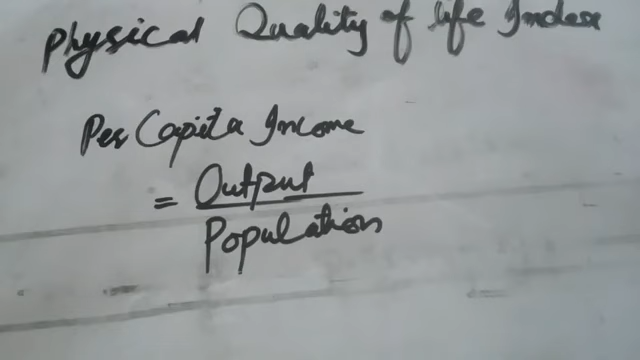 Physical Quality of life Index
Per Capita Income
= Output
Population